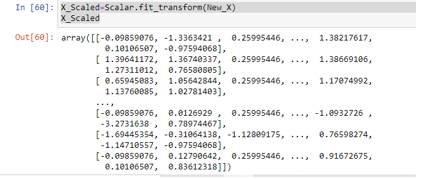 In [60]: X_Scaled=Scalar.fit_transform(New_X)
X_Scaled
Out[60]: array([[-0.09859076, -1.3363421 , 0.25995446, ..., 1.38217617,
0.10106507, -0.97594068],
[ 1.39641172, 1.36740337, 0.25995446, ..., 1.38669106,
1.27311012, 0.76580805],
[ 0.65945083, 1.05642844, 0.25995446, ..., 1.17074992,
1.13760085, 1.02781403],
...,
[-0.09859076, 0.0126929 , 0.25995446, ..., -1.0932726 ,
-3.2731638 , 0.78974467],
[-1.69445354, -0.31064138, -1.12809175, ..., 0.76598274,
-1.14710557, -0.97594068],
[-0.09859076, 0.12790642, 0.25995446, ..., 0.91672675,
0.10106507, 0.83612318]])